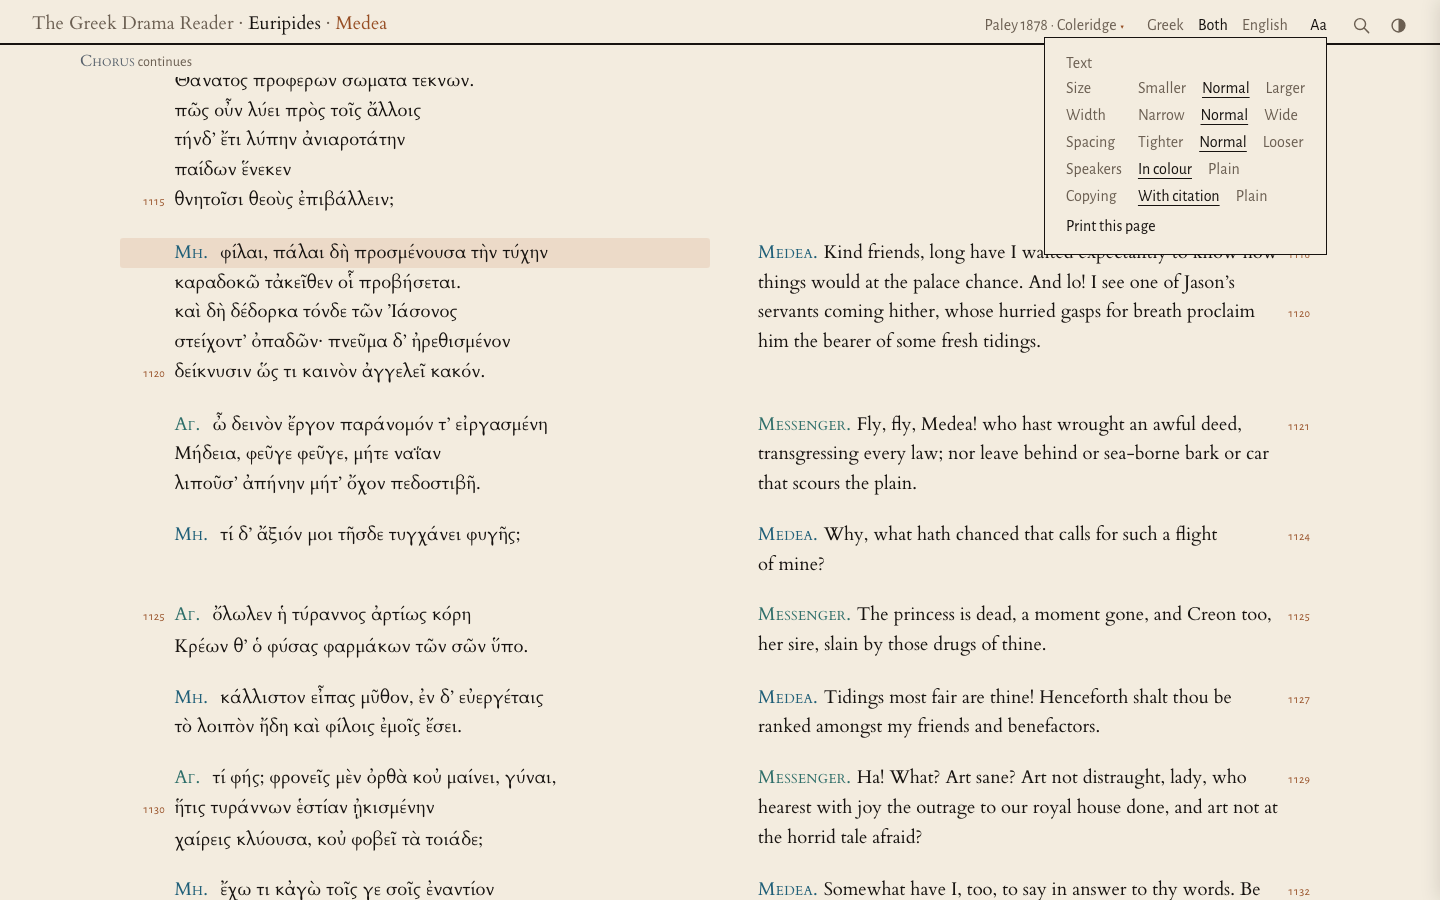 The Greek Drama Reader · Euripides · Medea
Paley 1878 · Coleridge · Greek Both English Aa
CHORUS continues
Θάνατος προφέρων σώματα τέκνων.
πῶς οὖν λύει πρὸς τοῖς ἄλλοις
τήνδ’ ἔτι λύπην ἀνιαροτάτην
παίδων ἕνεκεν
1115 θνητοῖσι θεοὺς ἐπιβάλλειν;
Text
Size Smaller Normal Larger
Width Narrow Normal Wide
Spacing Tighter Normal Looser
Speakers In colour Plain
Copying With citation Plain
Print this page
Μη. φίλαι, πάλαι δὴ προσμένουσα τὴν τύχην
καραδοκῶ τἀκεῖθεν οἷ προβήσεται.
καὶ δὴ δέδορκα τόνδε τῶν Ἰάσονος
στείχοντ’ ὀπαδῶν· πνεῦμα δ’ ἠρεθισμένον
1120 δείκνυσιν ὥς τι καινὸν ἀγγελεῖ κακόν.
MEDEA. Kind friends, long have I waited expectantly to know how
things would at the palace chance. And lo! I see one of Jason’s
servants coming hither, whose hurried gasps for breath proclaim 1120
him the bearer of some fresh tidings.
Αγ. ὦ δεινὸν ἔργον παράνομόν τ’ εἰργασμένη
Μήδεια, φεῦγε φεῦγε, μήτε ναΐαν
λιποῦσ’ ἀπήνην μήτ’ ὄχον πεδοστιβῆ.
MESSENGER. Fly, fly, Medea! who hast wrought an awful deed, 1121
transgressing every law; nor leave behind or sea-borne bark or car
that scours the plain.
Μη. τί δ’ ἄξιόν μοι τῆσδε τυγχάνει φυγῆς;
MEDEA. Why, what hath chanced that calls for such a flight 1124
of mine?
1125 Αγ. ὄλωλεν ἡ τύραννος ἀρτίως κόρη
Κρέων θ’ ὁ φύσας φαρμάκων τῶν σῶν ὕπο.
MESSENGER. The princess is dead, a moment gone, and Creon too, 1125
her sire, slain by those drugs of thine.
Μη. κάλλιστον εἶπας μῦθον, ἐν δ’ εὐεργέταις
τὸ λοιπὸν ἤδη καὶ φίλοις ἐμοῖς ἔσει.
MEDEA. Tidings most fair are thine! Henceforth shalt thou be 1127
ranked amongst my friends and benefactors.
Αγ. τί φής; φρονεῖς μὲν ὀρθὰ κοὐ μαίνει, γύναι,
1130 ἥτις τυράννων ἑστίαν ᾐκισμένην
χαίρεις κλύουσα, κοὐ φοβεῖ τὰ τοιάδε;
MESSENGER. Ha! What? Art sane? Art not distraught, lady, who 1129
hearest with joy the outrage to our royal house done, and art not at
the horrid tale afraid?
Μη. ἔχω τι κἀγὼ τοῖς γε σοῖς ἐναντίον
MEDEA. Somewhat have I, too, to say in answer to thy words. Be 1132